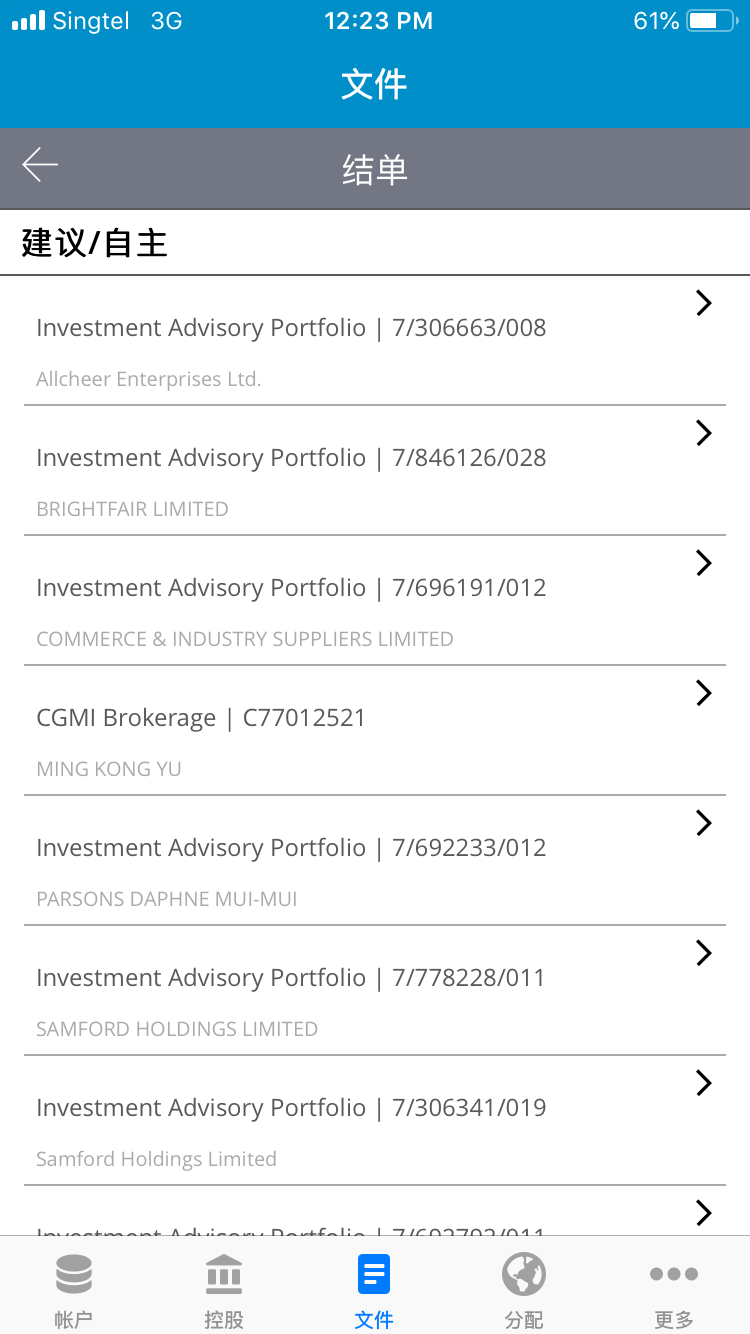 Singtel 3G 12:23 PM 61%
文件
结单
建议/自主
Investment Advisory Portfolio | 7/306663/008
Allcheer Enterprises Ltd.
Investment Advisory Portfolio | 7/846126/028
BRIGHTFAIR LIMITED
Investment Advisory Portfolio | 7/696191/012
COMMERCE & INDUSTRY SUPPLIERS LIMITED
CGMI Brokerage | C77012521
MING KONG YU
Investment Advisory Portfolio | 7/692233/012
PARSONS DAPHNE MUI-MUI
Investment Advisory Portfolio | 7/778228/011
SAMFORD HOLDINGS LIMITED
Investment Advisory Portfolio | 7/306341/019
Samford Holdings Limited
Investment Advisory Portfolio |
帐户 控股 文件 分配 更多